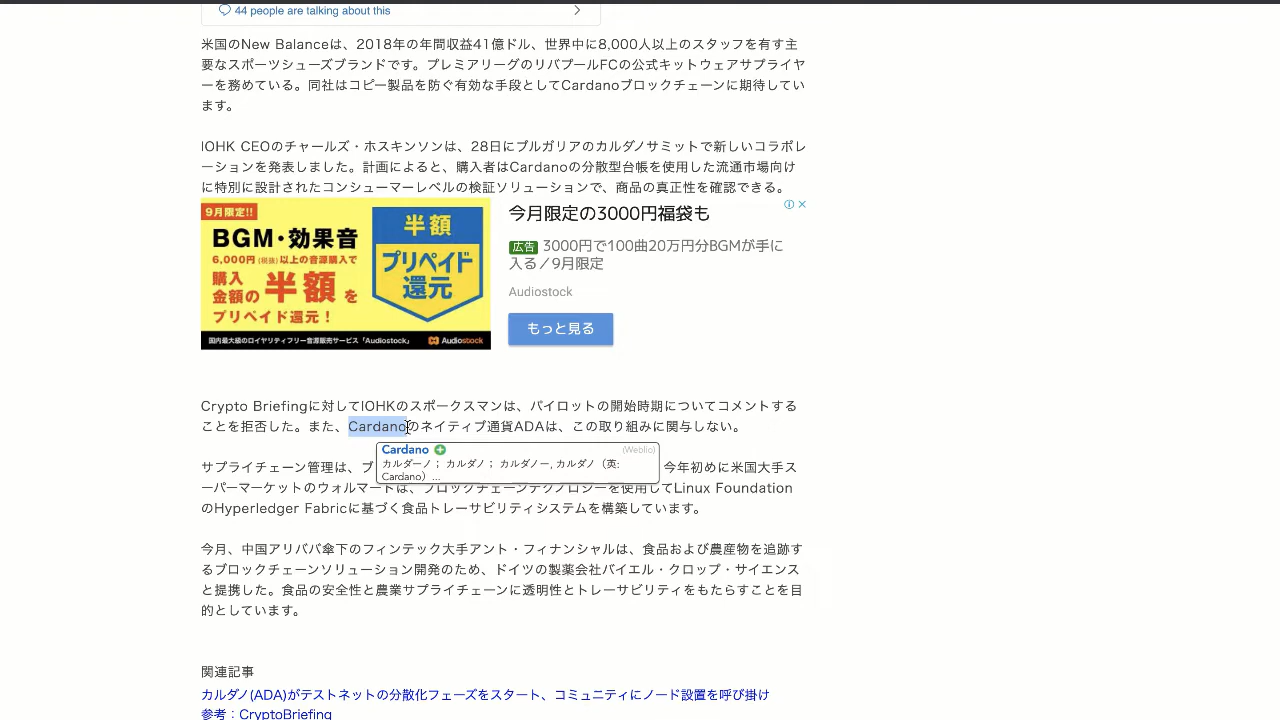 44 people are talking about this
米国のNew Balanceは、2018年の年間収益41億ドル、世界中に8,000人以上のスタッフを有す主
要なスポーツシューズブランドです。プレミアリーグのリバプールFCの公式キットウェアサプライヤ
ーを務めている。同社はコピー製品を防ぐ有効な手段としてCardanoブロックチェーンに期待してい
ます。
IOHK CEOのチャールズ・ホスキンソンは、28日にブルガリアのカルダノサミットで新しいコラボレ
ーションを発表しました。計画によると、購入者はCardanoの分散型台帳を使用した流通市場向け
に特別に設計されたコンシューマーレベルの検証ソリューションで、商品の真正性を確認できる。
9月限定!!
BGM・効果音
6,000円(税抜)以上の音源購入で
購入
金額の半額を
プリペイド還元!
半額
プリペイド
還元
国内最大級のロイヤリティフリー音源販売サービス「Audiostock」 Audiostock
今月限定の3000円福袋も
広告 3000円で100曲20万円分BGMが手に
入る/9月限定
Audiostock
もっと見る
Crypto Briefingに対してIOHKのスポークスマンは、パイロットの開始時期についてコメントする
ことを拒否した。また、Cardanoのネイティブ通貨ADAは、この取り組みに関与しない。
Cardano (Weblio)
カルダーノ; カルダノ; カルダノー, カルダノ(英:
Cardano) ...
サプライチェーン管理は、ブ 今年初めに米国大手ス
ーパーマーケットのウォルマートは、ブロックチェーンテクノロジーを使用してLinux Foundation
のHyperledger Fabricに基づく食品トレーサビリティシステムを構築しています。
今月、中国アリババ傘下のフィンテック大手アント・フィナンシャルは、食品および農産物を追跡す
るブロックチェーンソリューション開発のため、ドイツの製薬会社バイエル・クロップ・サイエンス
と提携した。食品の安全性と農業サプライチェーンに透明性とトレーサビリティをもたらすことを目
的としています。
関連記事
カルダノ(ADA)がテストネットの分散化フェーズをスタート、コミュニティにノード設置を呼び掛け
参考:CryptoBriefing